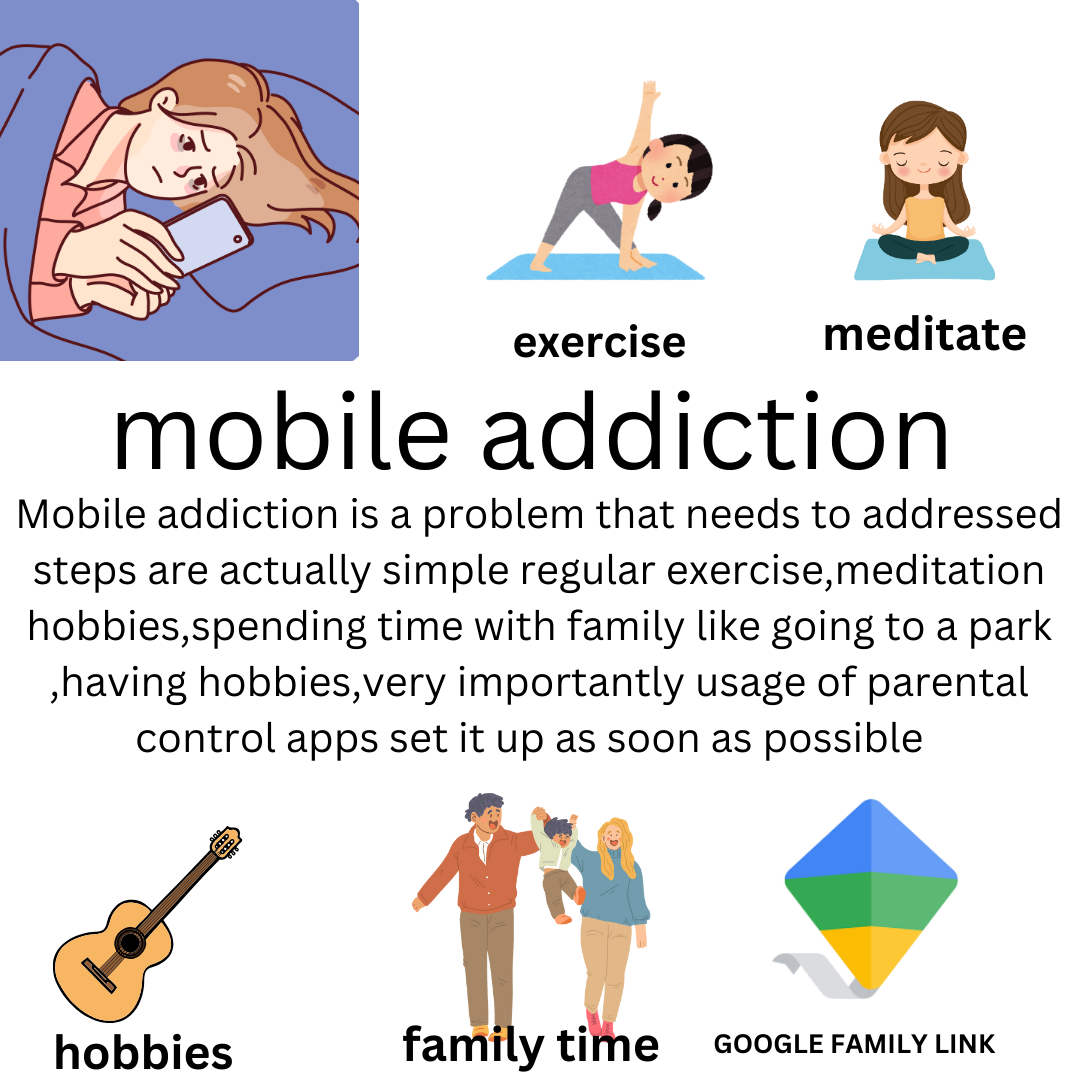 exercise
meditate
mobile addiction
Mobile addiction is a problem that needs to addressed
steps are actually simple regular exercise,meditation
hobbies,spending time with family like going to a park
,having hobbies,very importantly usage of parental
control apps set it up as soon as possible
hobbies
family time
GOOGLE FAMILY LINK